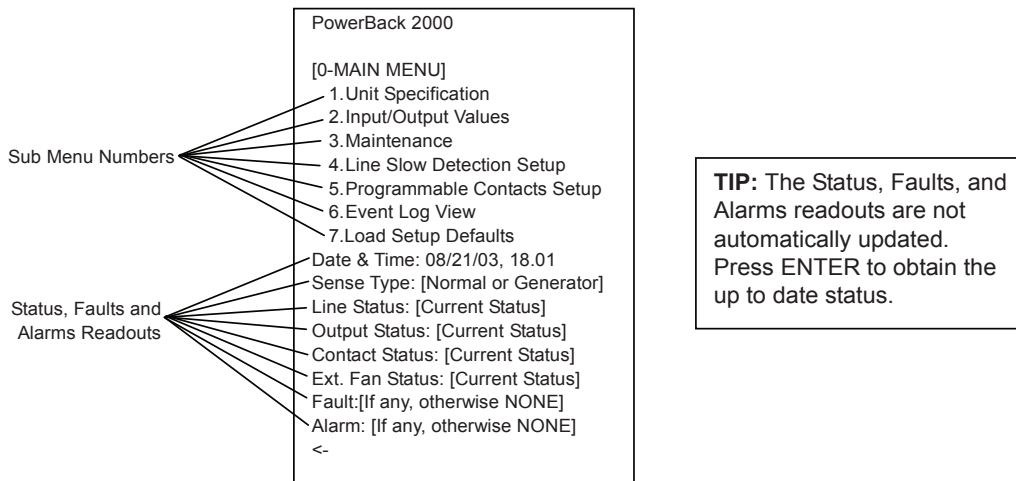 PowerBack 2000
[0-MAIN MENU]
1.Unit Specification
2.Input/Output Values
3.Maintenance
4.Line Slow Detection Setup
5.Programmable Contacts Setup
6.Event Log View
7.Load Setup Defaults
Date & Time: 08/21/03, 18.01
Sense Type: [Normal or Generator]
Line Status: [Current Status]
Output Status: [Current Status]
Contact Status: [Current Status]
Ext. Fan Status: [Current Status]
Fault:[If any, otherwise NONE]
Alarm: [If any, otherwise NONE]
<-
Sub Menu Numbers
Status, Faults and
Alarms Readouts
TIP: The Status, Faults, and
Alarms readouts are not
automatically updated.
Press ENTER to obtain the
up to date status.